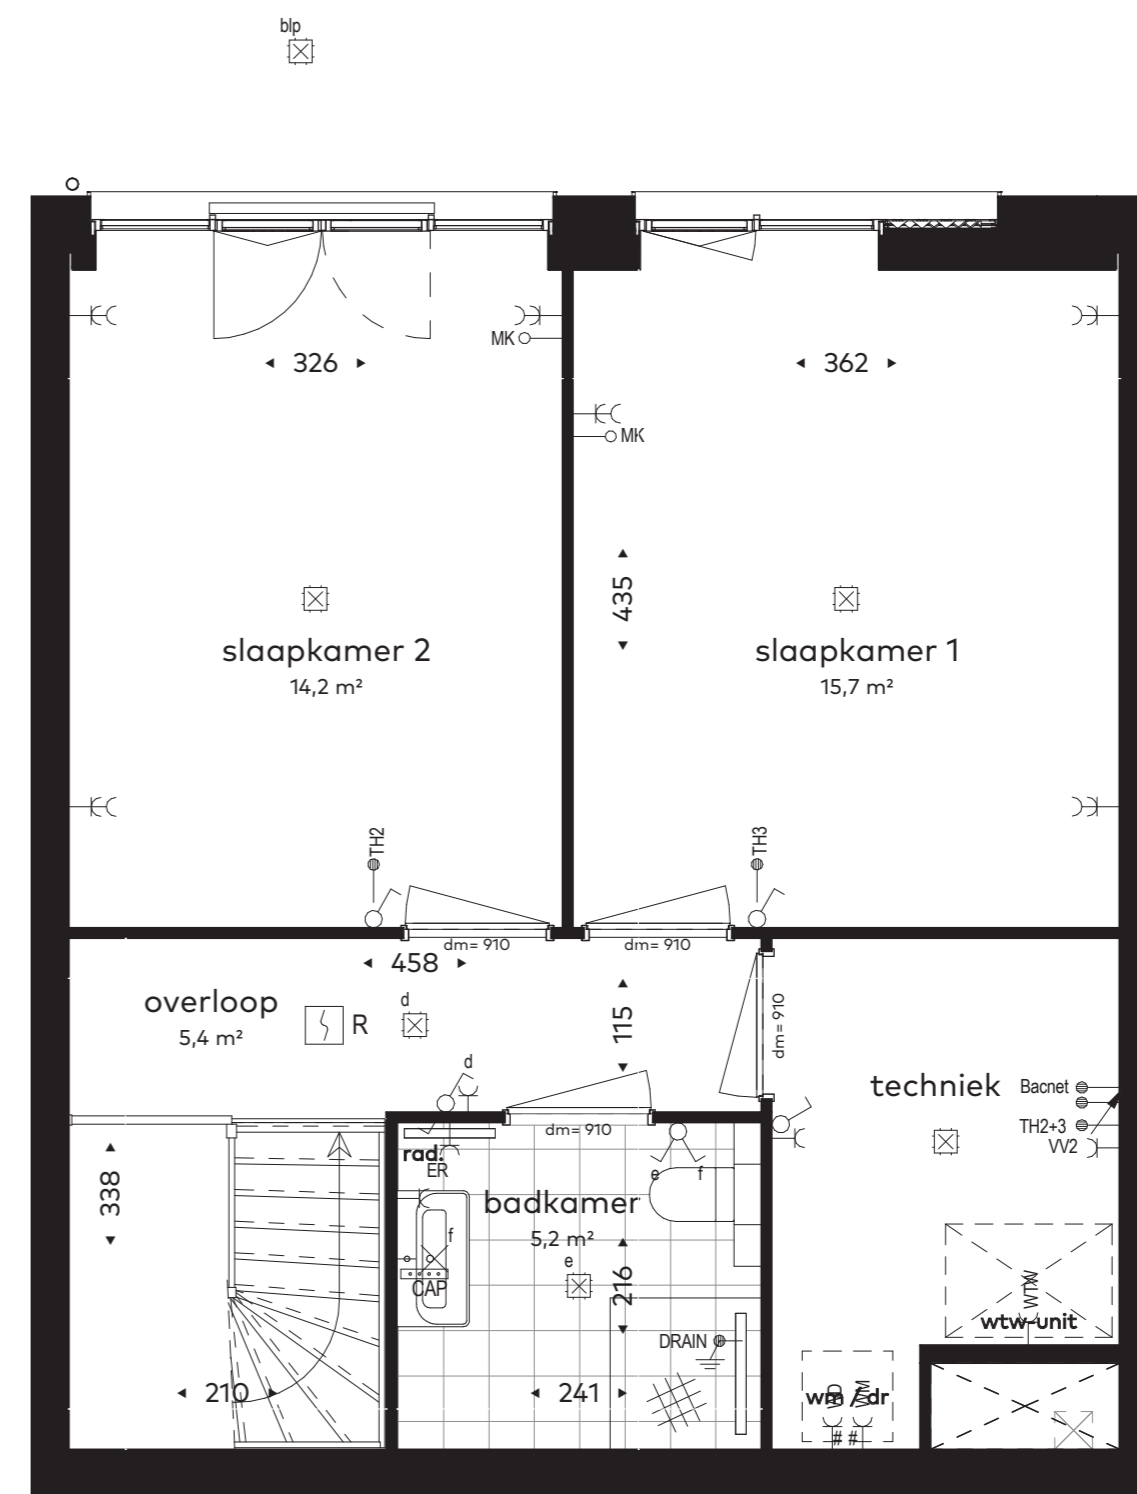 blp
MK
326
362
MK
435
slaapkamer 2
14,2 m²
slaapkamer 1
15,7 m²
TH2
TH3
dm= 910
dm= 910
458
overloop
5,4 m²
R
d
115
dm= 910
d
techniek
Bacnet
TH2+3
VV2
dm= 910
rad.
ER
e
f
338
badkamer
5,2 m²
f
e
216
CAP
WTW
wtw-unit
DRAIN
210
241
wm / dr
WD
WM
# #